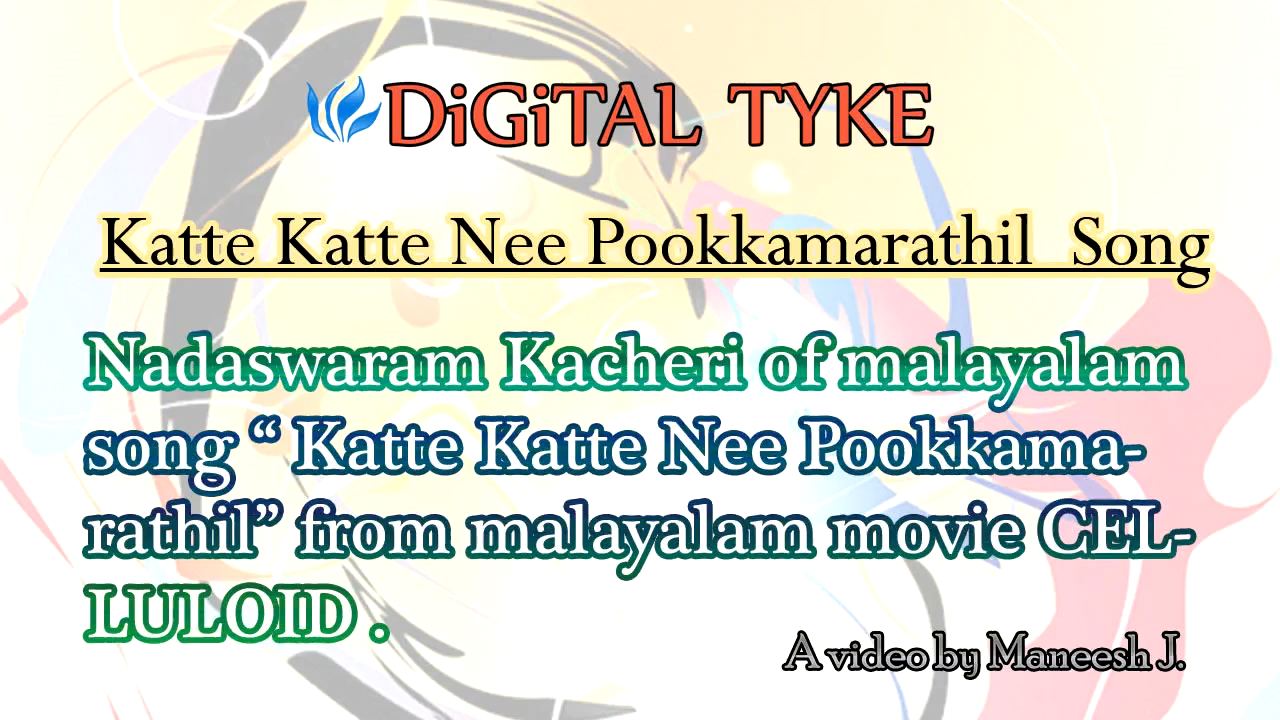 DiGiTAL TYKE
Katte Katte Nee Pookkamarathil Song
Nadaswaram Kacheri of malayalam
song “ Katte Katte Nee Pookkama-
rathil” from malayalam movie CEL-
LULOID .
A video by Maneesh J.